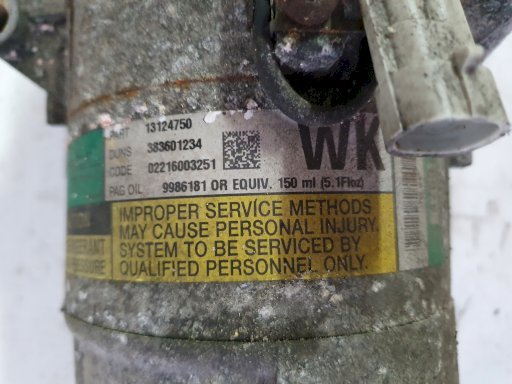 PART 13124750
DUNS 383601234
CODE 02216003251
PAG OIL 9986181 OR EQUIV. 150 ml (5.1Floz)
WK
IMPROPER SERVICE METHODS
MAY CAUSE PERSONAL INJURY.
SYSTEM TO BE SERVICED BY
QUALIFIED PERSONNEL ONLY.